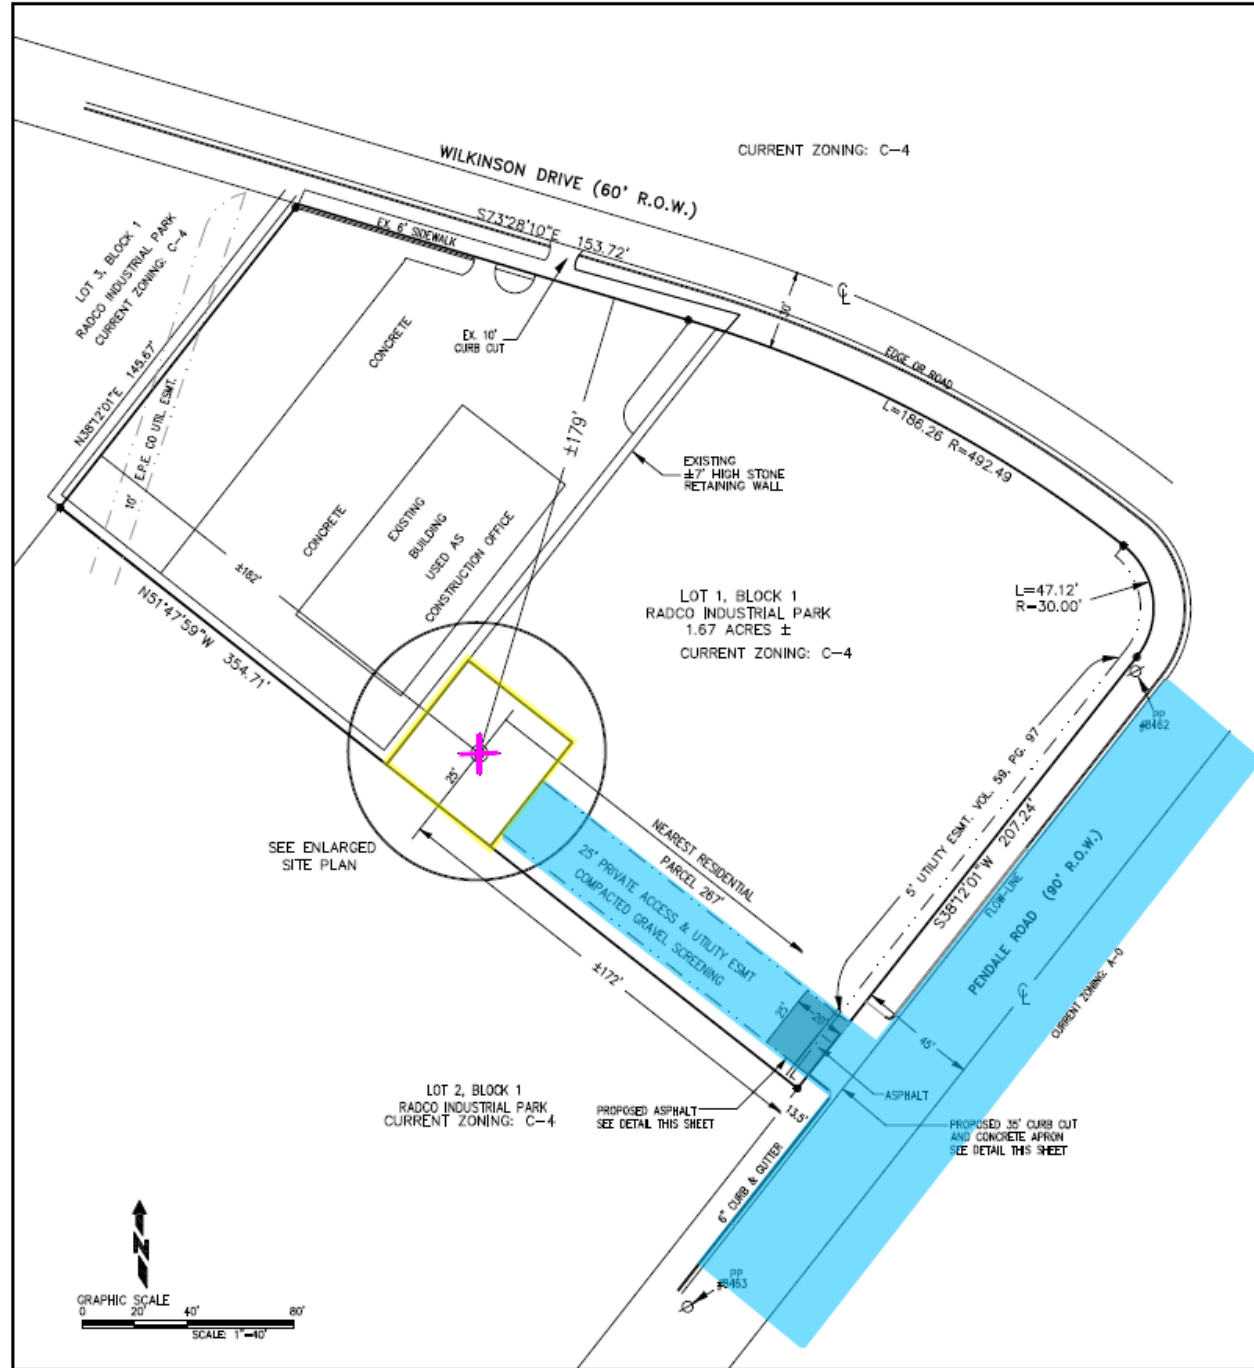 CURRENT ZONING: C-4
WILKINSON DRIVE (60' R.O.W.)
S73°28'10"E 153.72'
EX. 6' SIDEWALK
LOT 3, BLOCK 1
RADCO INDUSTRIAL PARK
CURRENT ZONING: C-4
N38°12'01"E 145.67'
10' E.P.E. CO UTIL. ESMT.
CONCRETE
EX. 10'
CURB CUT
±179'
30'
EDGE OR ROAD
L=186.26 R=492.49
EXISTING
±7' HIGH STONE
RETAINING WALL
CONCRETE
EXISTING
BUILDING
USED AS
CONSTRUCTION OFFICE
±182'
N51°47'59"W 354.71'
LOT 1, BLOCK 1
RADCO INDUSTRIAL PARK
1.67 ACRES ±
CURRENT ZONING: C-4
L=47.12'
R=30.00'
PP
#8462
5' UTILITY ESMT. VOL. 59, PG. 97
S38°12'01"W 207.24'
FLOW-LINE
PENDALE ROAD (90' R.O.W.)
CURRENT ZONING: A-O
25'
SEE ENLARGED
SITE PLAN
NEAREST RESIDENTIAL
PARCEL 267'
25' PRIVATE ACCESS & UTILITY ESMT
COMPACTED GRAVEL SCREENING
±172'
25'
20'
45'
ASPHALT
13.5'
LOT 2, BLOCK 1
RADCO INDUSTRIAL PARK
CURRENT ZONING: C-4
PROPOSED ASPHALT
SEE DETAIL THIS SHEET
PROPOSED 35' CURB CUT
AND CONCRETE APRON
SEE DETAIL THIS SHEET
6" CURB & GUTTER
PP
#8463
N
GRAPHIC SCALE
0 20' 40' 80'
SCALE: 1"=40'